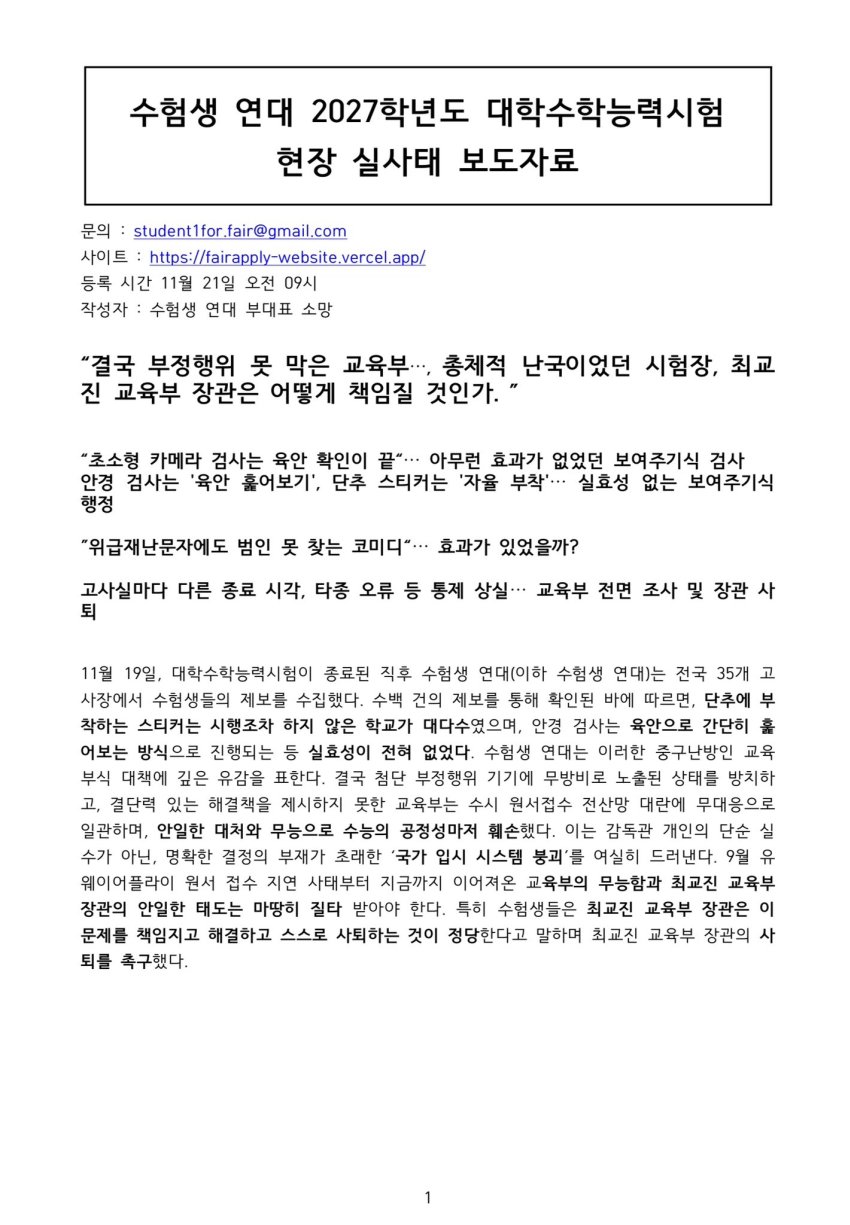 수험생 연대 2027학년도 대학수학능력시험
현장 실사태 보도자료
문의 : student1for.fair@gmail.com
사이트 : https://fairapply-website.vercel.app/
등록 시간 11월 21일 오전 09시
작성자 : 수험생 연대 부대표 소망
“결국 부정행위 못 막은 교육부…, 총체적 난국이었던 시험장, 최교
진 교육부 장관은 어떻게 책임질 것인가. ”
“초소형 카메라 검사는 육안 확인이 끝“… 아무런 효과가 없었던 보여주기식 검사
안경 검사는 '육안 훑어보기', 단추 스티커는 '자율 부착'… 실효성 없는 보여주기식
행정
”위급재난문자에도 범인 못 찾는 코미디“… 효과가 있었을까?
고사실마다 다른 종료 시각, 타종 오류 등 통제 상실… 교육부 전면 조사 및 장관 사
퇴
11월 19일, 대학수학능력시험이 종료된 직후 수험생 연대(이하 수험생 연대)는 전국 35개 고
사장에서 수험생들의 제보를 수집했다. 수백 건의 제보를 통해 확인된 바에 따르면, 단추에 부
착하는 스티커는 시행조차 하지 않은 학교가 대다수였으며, 안경 검사는 육안으로 간단히 훑
어보는 방식으로 진행되는 등 실효성이 전혀 없었다. 수험생 연대는 이러한 중구난방인 교육
부식 대책에 깊은 유감을 표한다. 결국 첨단 부정행위 기기에 무방비로 노출된 상태를 방치하
고, 결단력 있는 해결책을 제시하지 못한 교육부는 수시 원서접수 전산망 대란에 무대응으로
일관하며, 안일한 대처와 무능으로 수능의 공정성마저 훼손했다. 이는 감독관 개인의 단순 실
수가 아닌, 명확한 결정의 부재가 초래한 ‘국가 입시 시스템 붕괴’를 여실히 드러낸다. 9월 유
웨이어플라이 원서 접수 지연 사태부터 지금까지 이어져온 교육부의 무능함과 최교진 교육부
장관의 안일한 태도는 마땅히 질타 받아야 한다. 특히 수험생들은 최교진 교육부 장관은 이
문제를 책임지고 해결하고 스스로 사퇴하는 것이 정당한다고 말하며 최교진 교육부 장관의 사
퇴를 촉구했다.
1